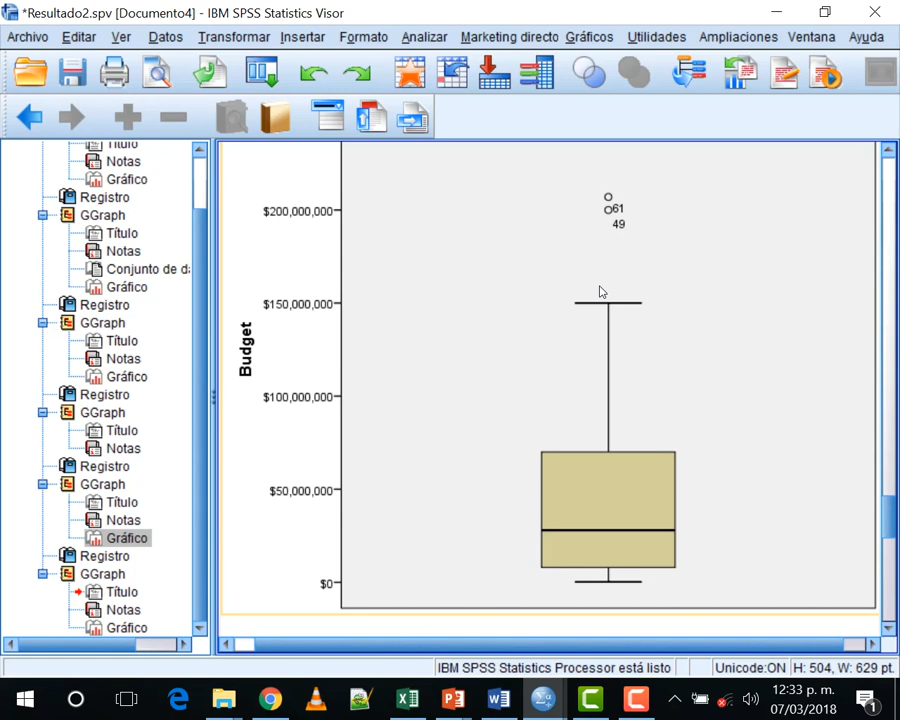 *Resultado2.spv [Documento4] - IBM SPSS Statistics Visor
Archivo Editar Ver Datos Transformar Insertar Formato Analizar Marketing directo Gráficos Utilidades Ampliaciones Ventana Ayuda
Título
Notas
Gráfico
Registro
GGraph
Título
Notas
Conjunto de da
Gráfico
Registro
GGraph
Título
Notas
Gráfico
Registro
GGraph
Título
Notas
Registro
GGraph
Título
Notas
Gráfico
Registro
GGraph
Título
Notas
Gráfico
Budget
$200,000,000
$150,000,000
$100,000,000
$50,000,000
$0
61
49
IBM SPSS Statistics Processor está listo
Unicode:ON
H: 504, W: 629 pt.
12:33 p. m.
07/03/2018
1